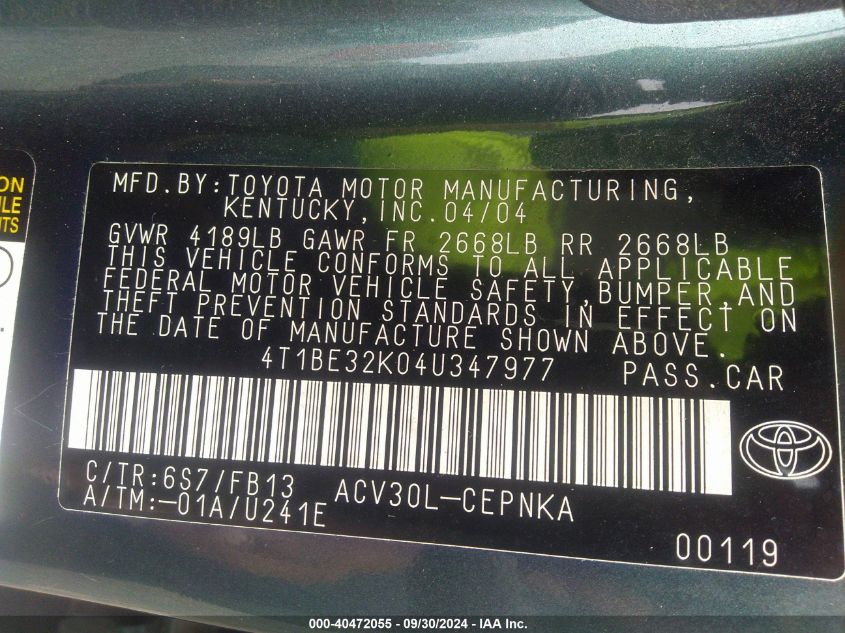 ON
LE
ITS
MFD.BY:TOYOTA MOTOR MANUFACTURING,
KENTUCKY,INC.04/04
GVWR 4189LB GAWR FR 2668LB RR 2668LB
THIS VEHICLE CONFORMS TO ALL APPLICABLE
FEDERAL MOTOR VEHICLE SAFETY,BUMPER,AND
THEFT PREVENTION STANDARDS IN EFFECT ON
THE DATE OF MANUFACTURE SHOWN ABOVE.
4T1BE32K04U347977 PASS.CAR
C/TR:6S7/FB13 ACV30L-CEPNKA
A/TM:-01A/U241E
00119
000-40472055 - 09/30/2024 - IAA Inc.